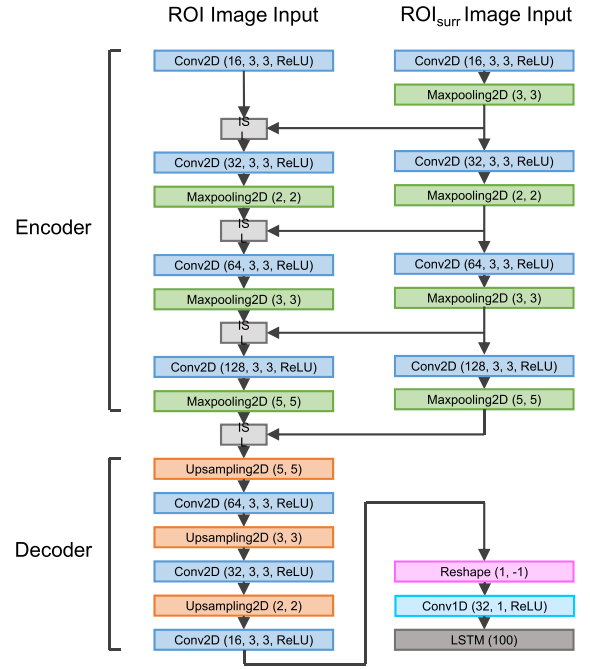 ROI Image Input
ROIsurr Image Input
Conv2D (16, 3, 3, ReLU)
Conv2D (16, 3, 3, ReLU)
Maxpooling2D (3, 3)
IS
L
Conv2D (32, 3, 3, ReLU)
Conv2D (32, 3, 3, ReLU)
Maxpooling2D (2, 2)
Maxpooling2D (2, 2)
IS
L
Encoder
Conv2D (64, 3, 3, ReLU)
Conv2D (64, 3, 3, ReLU)
Maxpooling2D (3, 3)
Maxpooling2D (3, 3)
IS
L
Conv2D (128, 3, 3, ReLU)
Conv2D (128, 3, 3, ReLU)
Maxpooling2D (5, 5)
Maxpooling2D (5, 5)
IS
L
Upsampling2D (5, 5)
Conv2D (64, 3, 3, ReLU)
Upsampling2D (3, 3)
Decoder
Conv2D (32, 3, 3, ReLU)
Upsampling2D (2, 2)
Conv2D (16, 3, 3, ReLU)
Reshape (1, -1)
Conv1D (32, 1, ReLU)
LSTM (100)